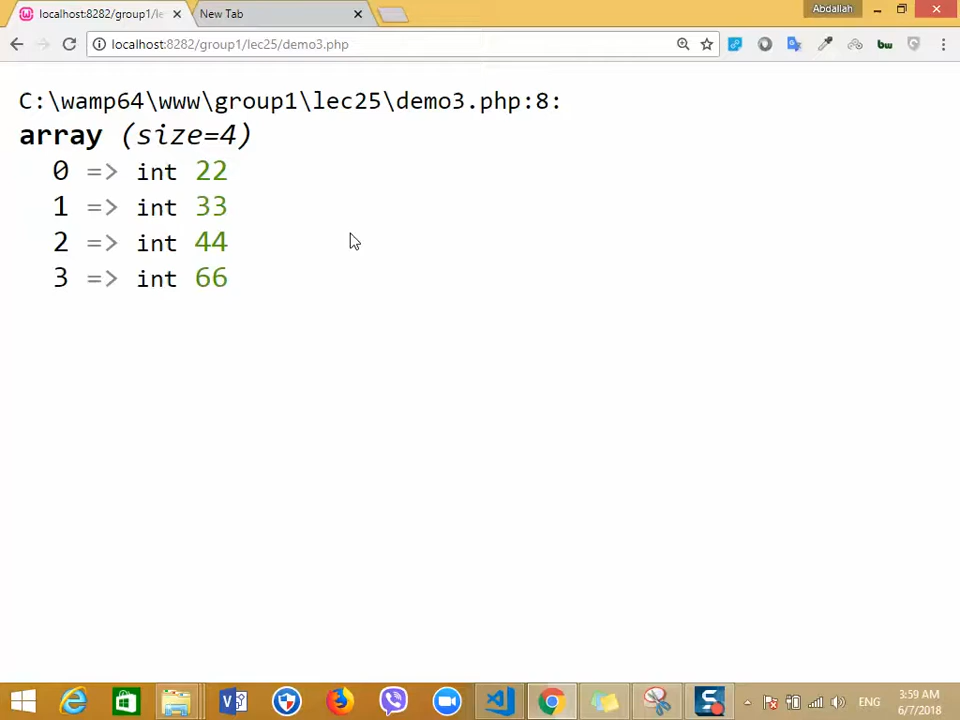 localhost:8282/group1/le
New Tab
Abdallah
localhost:8282/group1/lec25/demo3.php
bw
C:\wamp64\www\group1\lec25\demo3.php:8:
array (size=4)
0 => int 22
1 => int 33
2 => int 44
3 => int 66
ENG
3:59 AM
6/7/2018